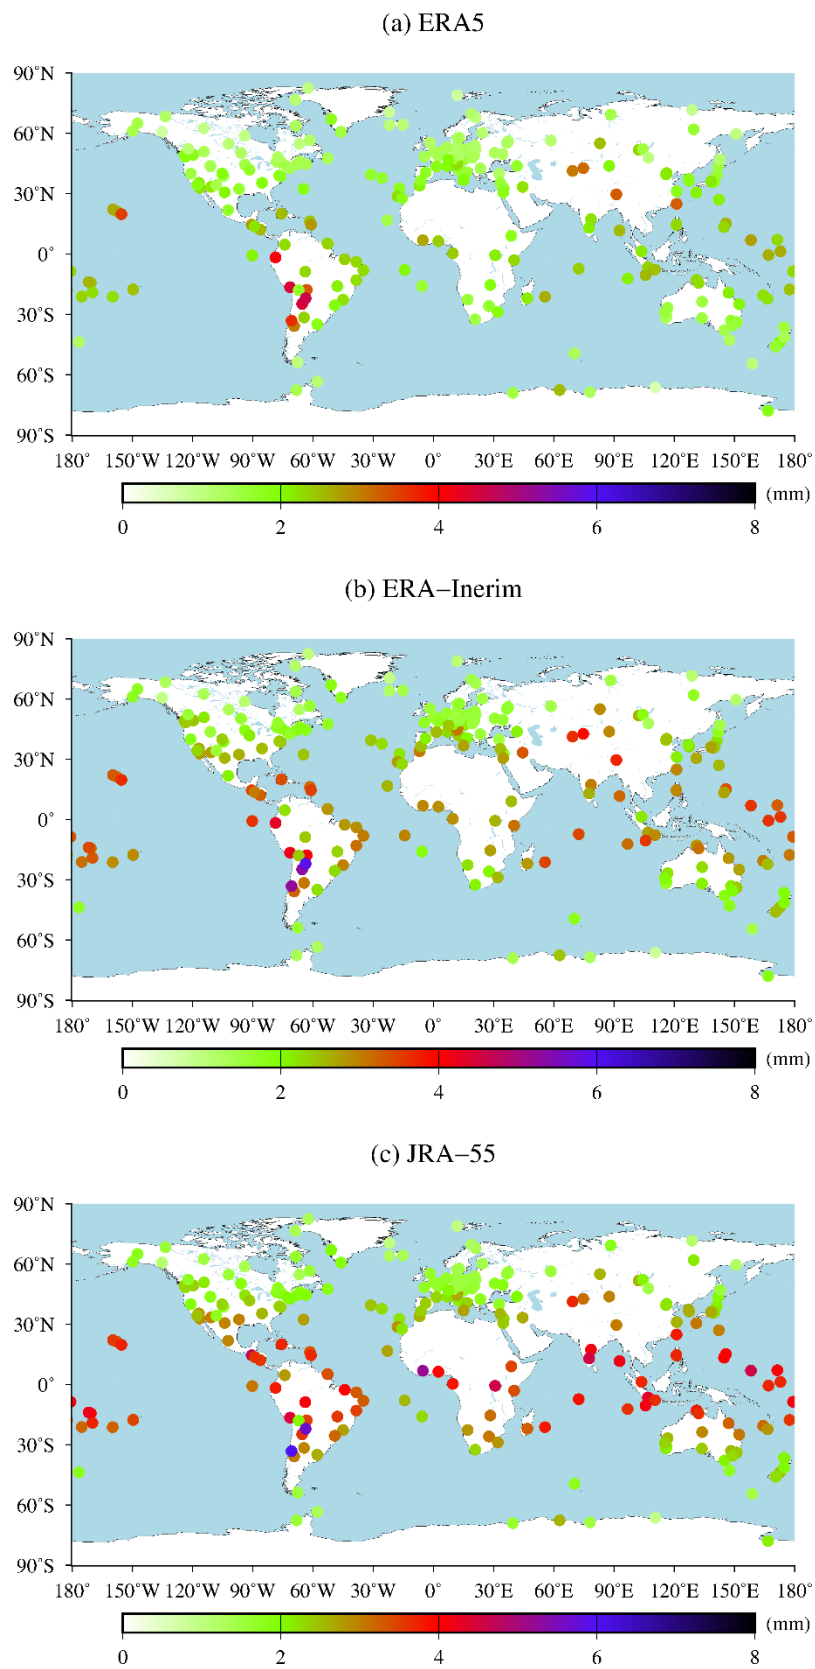 (a) ERA5
90˚N
60˚N
30˚N
0˚
30˚S
60˚S
90˚S
180˚ 150˚W 120˚W 90˚W 60˚W 30˚W 0˚ 30˚E 60˚E 90˚E 120˚E 150˚E 180˚
(mm)
0 2 4 6 8
(b) ERA–Inerim
90˚N
60˚N
30˚N
0˚
30˚S
60˚S
90˚S
180˚ 150˚W 120˚W 90˚W 60˚W 30˚W 0˚ 30˚E 60˚E 90˚E 120˚E 150˚E 180˚
(mm)
0 2 4 6 8
(c) JRA–55
90˚N
60˚N
30˚N
0˚
30˚S
60˚S
90˚S
180˚ 150˚W 120˚W 90˚W 60˚W 30˚W 0˚ 30˚E 60˚E 90˚E 120˚E 150˚E 180˚
(mm)
0 2 4 6 8